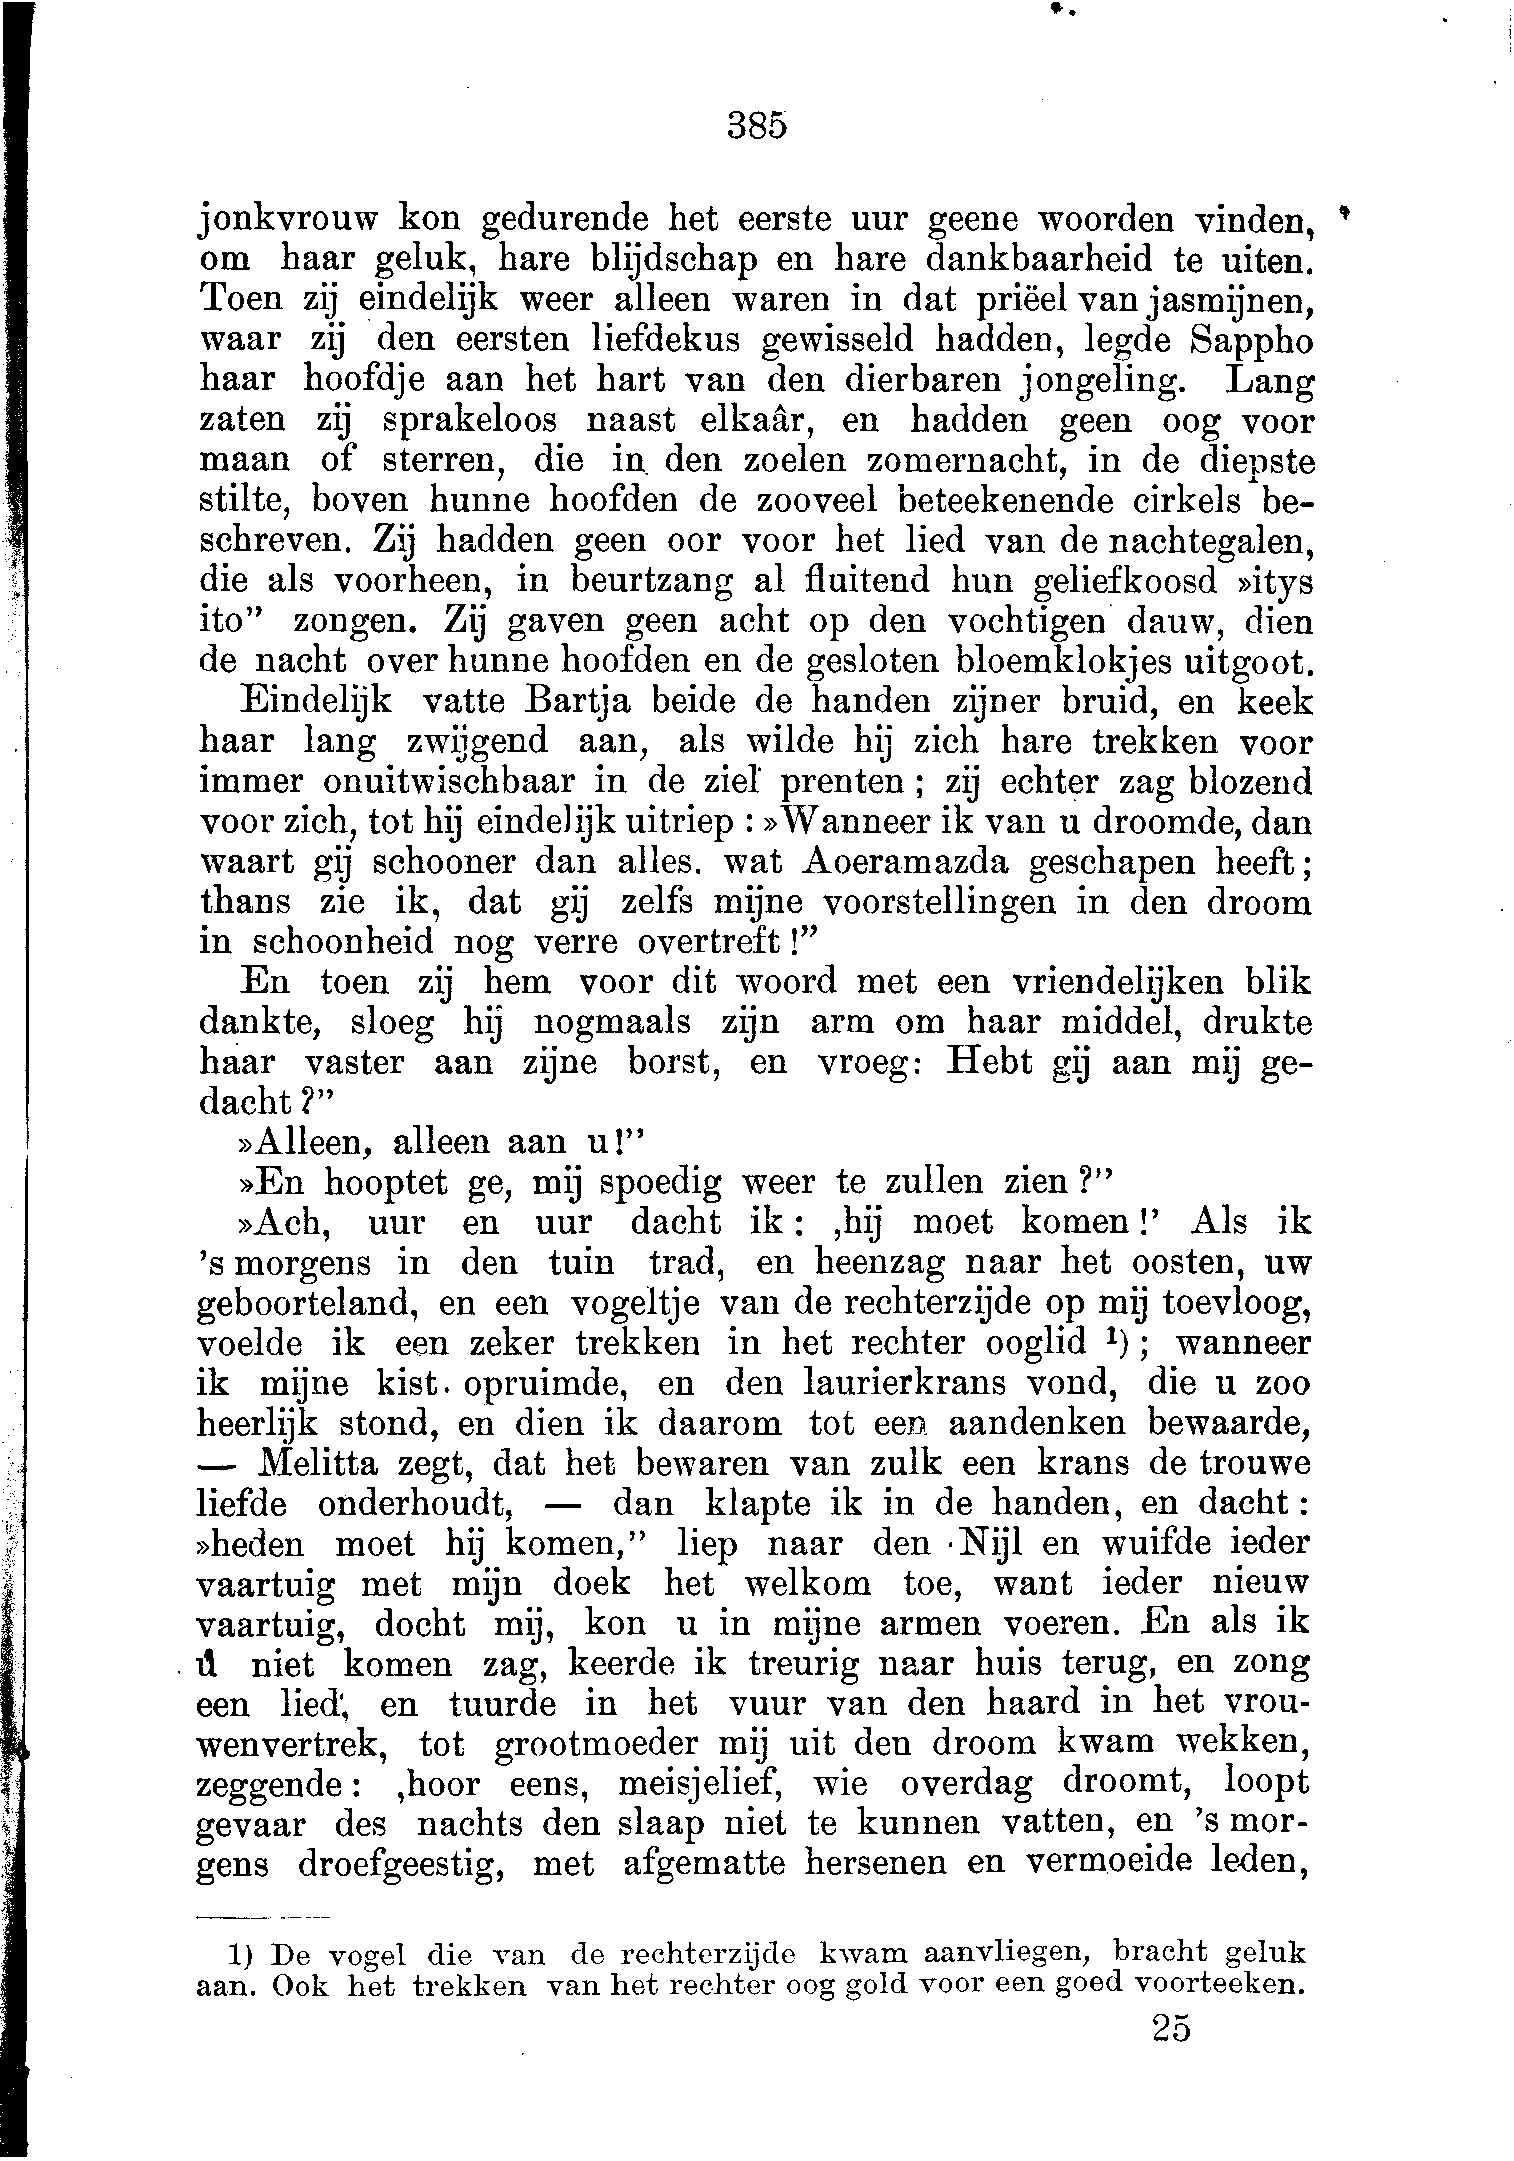 385
jonkvrouw kon gedurende het eerste uur geene woorden vinden,
om haar geluk, hare blijdschap en hare dankbaarheid te uiten.
Toen zij eindelijk weer alleen waren in dat priëel van jasmijnen,
waar zij den eersten liefdekus gewisseld hadden, legde Sappho
haar hoofdje aan het hart van den dierbaren jongeling. Lang
zaten zij sprakeloos naast elkaâr, en hadden geen oog voor
maan of sterren, die in den zoelen zomernacht, in de diepste
stilte, boven hunne hoofden de zooveel beteekenende cirkels be-
schreven. Zij hadden geen oor voor het lied van de nachtegalen,
die als voorheen, in beurtzang al fluitend hun geliefkoosd »itys
ito” zongen. Zij gaven geen acht op den vochtigen dauw, dien
de nacht over hunne hoofden en de gesloten bloemklokjes uitgoot.
Eindelijk vatte Bartja beide de handen zijner bruid, en keek
haar lang zwijgend aan, als wilde hij zich hare trekken voor
immer onuitwischbaar in de ziel prenten; zij echter zag blozend
voor zich, tot hij eindelijk uitriep: »Wanneer ik van u droomde, dan
waart gij schooner dan alles. wat Aoeramazda geschapen heeft;
thans zie ik, dat gij zelfs mijne voorstellingen in den droom
in schoonheid nog verre overtreft!”
En toen zij hem voor dit woord met een vriendelijken blik
dankte, sloeg hij nogmaals zijn arm om haar middel, drukte
haar vaster aan zijne borst, en vroeg: Hebt gij aan mij ge-
dacht?”
»Alleen, alleen aan u!”
»En hooptet ge, mij spoedig weer te zullen zien?”
»Ach, uur en uur dacht ik: ‚hij moet komen!’ Als ik
’s morgens in den tuin trad, en heenzag naar het oosten, uw
geboorteland, en een vogeltje van de rechterzijde op mij toevloog,
voelde ik een zeker trekken in het rechter ooglid ¹); wanneer
ik mijne kist. opruimde, en den laurierkrans vond, die u zoo
heerlijk stond, en dien ik daarom tot een aandenken bewaarde,
— Melitta zegt, dat het bewaren van zulk een krans de trouwe
liefde onderhoudt, — dan klapte ik in de handen, en dacht:
»heden moet hij komen,” liep naar den Nijl en wuifde ieder
vaartuig met mijn doek het welkom toe, want ieder nieuw
vaartuig, docht mij, kon u in mijne armen voeren. En als ik
u niet komen zag, keerde ik treurig naar huis terug, en zong
een lied, en tuurde in het vuur van den haard in het vrou-
wenvertrek, tot grootmoeder mij uit den droom kwam wekken,
zeggende: ‚hoor eens, meisjelief, wie overdag droomt, loopt
gevaar des nachts den slaap niet te kunnen vatten, en ’s mor-
gens droefgeestig, met afgematte hersenen en vermoeide leden,
1) De vogel die van de rechterzijde kwam aanvliegen, bracht geluk
aan. Ook het trekken van het rechter oog gold voor een goed voorteeken.
25